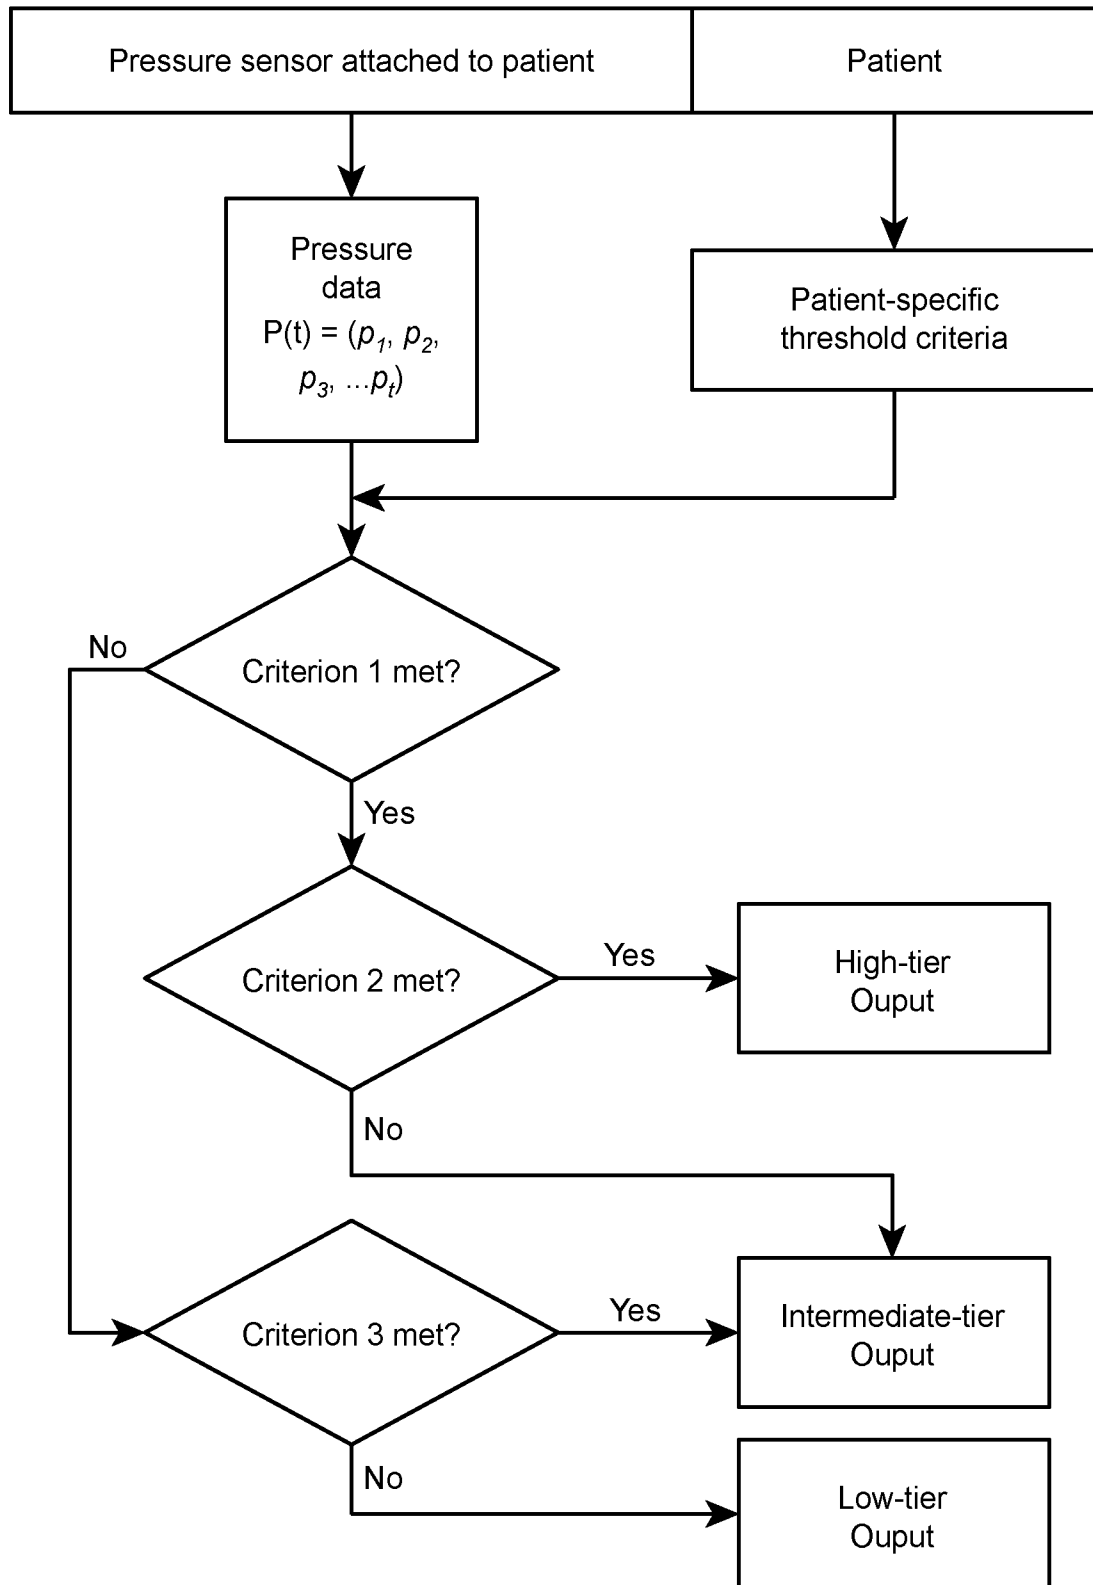 Pressure sensor attached to patient
Patient
Pressure
data
P(t) = (p1, p2,
p3, ...pt)
Patient-specific
threshold criteria
No
Criterion 1 met?
Yes
Criterion 2 met?
Yes
High-tier
Ouput
No
Criterion 3 met?
Yes
Intermediate-tier
Ouput
No
Low-tier
Ouput